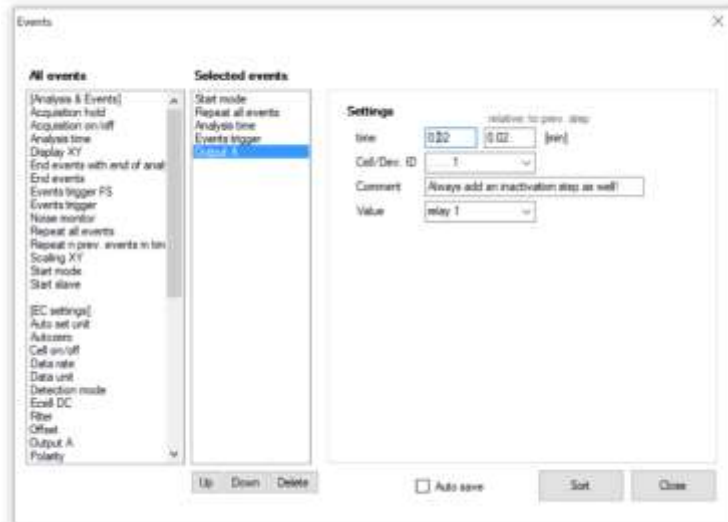 Events
All events
[Analysis & Events]
Acquisition hold
Acquisition on/off
Analysis time
Display XY
End events with end of anal
End events
Events trigger PS
Events trigger
Noise monitor
Repeat all events
Repeat n prev. events m tim
Scaling XY
Start mode
Start slave
[EC settings]
Auto set unit
Autozero
Cell on/off
Data rate
Data unit
Detection mode
Ecell DC
Filter
Offset
Output A
Polarity
Selected events
Start mode
Repeat all events
Analysis time
Events trigger
Output A
Up Down Delete
Settings
relative to prev. step
time 0.02 0.02 [min]
Cell/Dev. ID 1
Comment Always add an inactivation step as well!
Value relay 1
Auto save
Sort Close